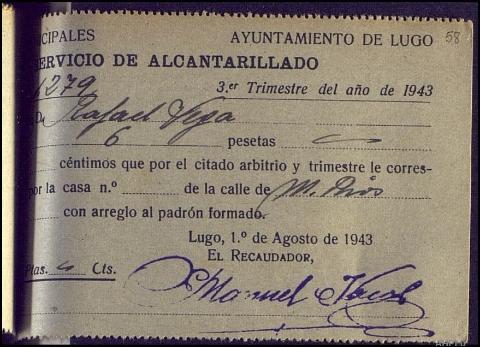 CIPALES AYUNTAMIENTO DE LUGO 58
ERVICIO DE ALCANTARILLADO
1279 3.er Trimestre del año de 1943
D. Rafael Vega
6 pesetas
céntimos que por el citado arbitrio y trimestre le corres-
por la casa n.º de la calle de M. Rios
con arreglo al padrón formado.
Lugo, 1.º de Agosto de 1943
EL RECAUDADOR,
Ptas. Cts.
Manuel